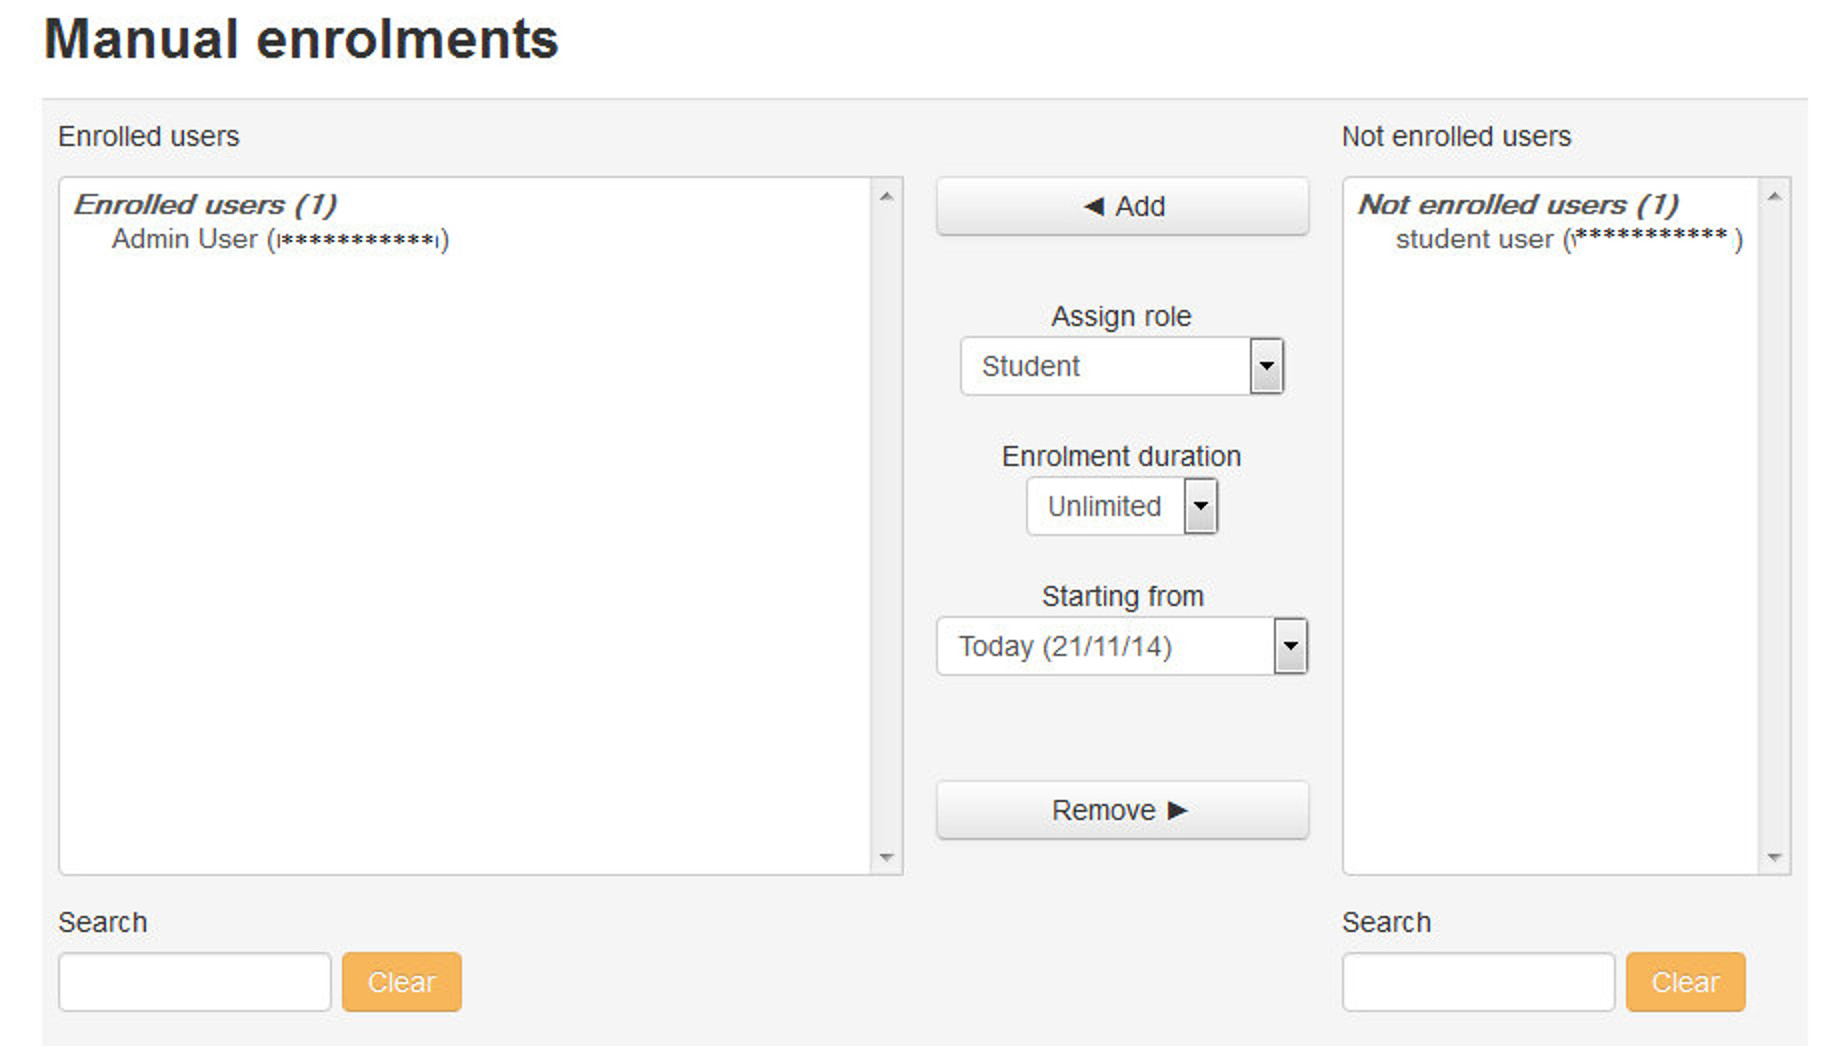 Manual enrolments
Enrolled users
Enrolled users (1)
Admin User (***********)
◄ Add
Assign role
Student
Enrolment duration
Unlimited
Starting from
Today (21/11/14)
Remove ►
Not enrolled users
Not enrolled users (1)
student user (***********)
Search
Clear
Search
Clear